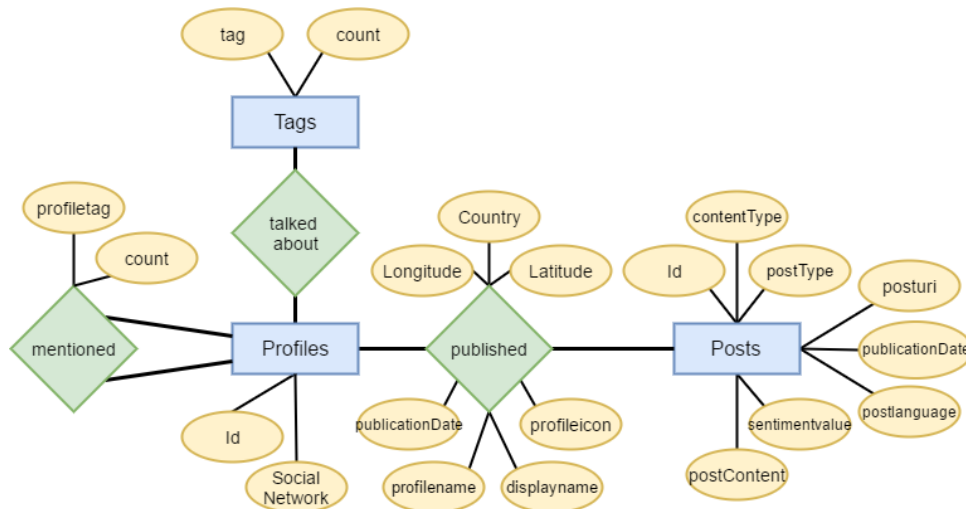 tag
count
Tags
profiletag
count
talked
about
Country
Longitude
Latitude
contentType
Id
postType
posturi
mentioned
Profiles
published
Posts
publicationDate
postlanguage
Id
publicationDate
profileicon
sentimentvalue
Social
Network
profilename
displayname
postContent